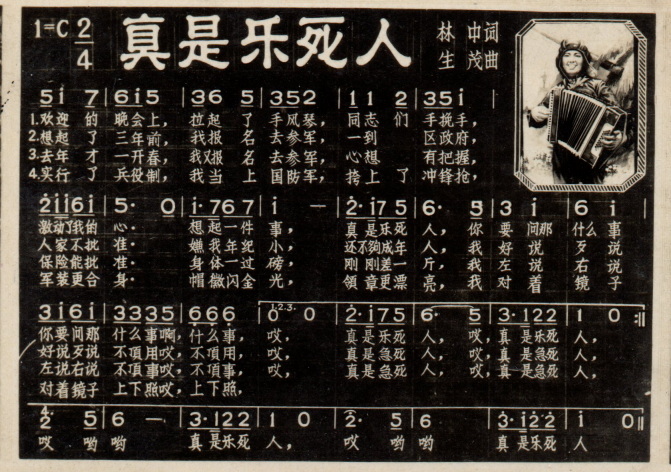 1=C 2/4
真是乐死人
林中词
生茂曲
5i 7 | 6i5 | 36 5 | 352 | 11 2 | 35i |
1.欢迎的 晚会上, 拉起了 手风琴, 同志们 手挽手,
2.想起了 三年前, 我报名 去参军, 一到 区政府,
3.去年才 一开春, 我又报名 去参军, 心想 有把握,
4.实行了 兵役制, 我当上 国防军, 挎上了 冲锋枪,
2ii6i | 5· 0 | i·767 | i － | 2·i75 | 6· 5 | 3 i | 6 i |
激动了我的 心· 想起一件 事, 真是乐死 人, 你 要问那 什么事
人家不批 准· 嫌我年纪 小, 还不夠成年 人, 我 要好说 歹说
保险能批 准· 身体一过 磅, 刚刚差一 斤, 我 左说 右说
军装更合 身· 帽徽闪金 光, 领章更漂 亮, 我 对着 镜子
3i6i | 3335 | 666 | 1.2.3. 0 0 | 2·i75 | 6· 5 | 3·i22 | 1 0 :||
你要问那 什么事啊, 什么事, 哎, 真是乐死 人, 哎, 真是乐死 人,
好说歹说 不頂用哎, 不頂用, 哎, 真是急死 人, 哎, 真是急死 人,
左说右说 不頂事哎, 不頂事, 哎, 真是急死 人, 哎, 真是急死 人,
对着镜子 上下照哎, 上下照,
4. 2 5 | 6 － | 3·i22 | 1 0 | 2· 5 | 6 | 3·i22 | i 0 ||
哎 哟 哟 真是乐死 人, 哎 哟 哟 真是乐死 人